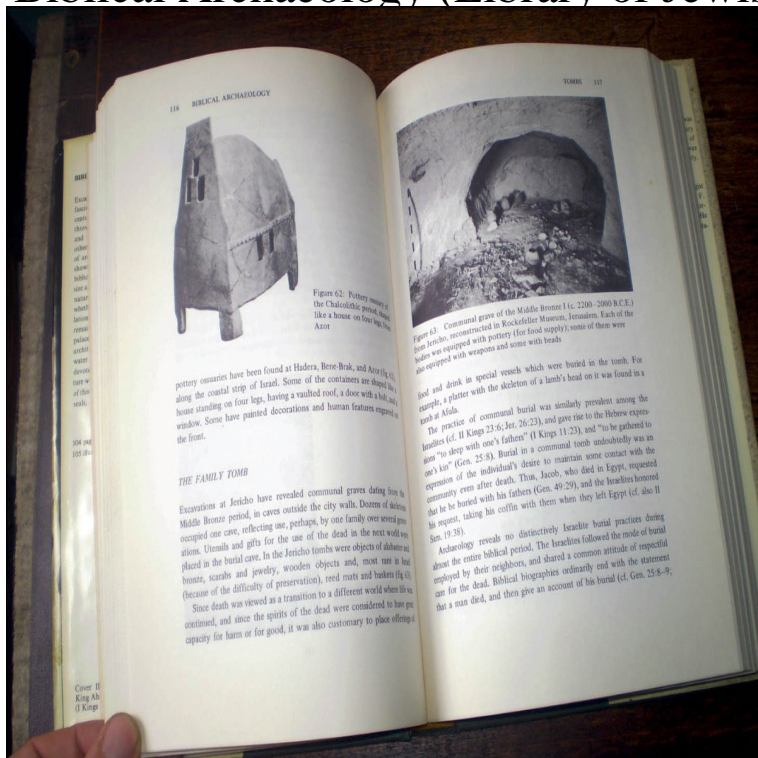 Biblical Archaeology (Library of Jewis
116 BIBLICAL ARCHAEOLOGY
Figure 62: Pottery ossuary of
the Chalcolithic period, shaped
like a house on four legs, from
Azor
pottery ossuaries have been found at Hadera, Bene-Brak, and Azor (fig. 62),
along the coastal strip of Israel. Some of the containers are shaped like a
house standing on four legs, having a vaulted roof, a door with a bolt, and a
window. Some have painted decorations and human features engraved on
the front.
THE FAMILY TOMB
Excavations at Jericho have revealed communal graves dating from the
Middle Bronze period, in caves outside the city walls. Dozens of skeletons
occupied one cave, reflecting use, perhaps, by one family over several gener-
ations. Utensils and gifts for the use of the dead in the next world were
placed in the burial cave. In the Jericho tombs were objects of alabaster and
bronze, scarabs and jewelry, wooden objects and, most rare in Israel
(because of the difficulty of preservation), reed mats and baskets (fig. 63).
Since death was viewed as a transition to a different world where life was
continued, and since the spirits of the dead were considered to have great
capacity for harm or for good, it was also customary to place offerings of
TOMBS 117
Figure 63: Communal grave of the Middle Bronze I (c. 2200–2000 B.C.E.)
from Jericho, reconstructed in Rockefeller Museum, Jerusalem. Each of the
bodies was equipped with pottery (for food supply); some of them were
also equipped with weapons and some with beads
food and drink in special vessels which were buried in the tomb. For
example, a platter with the skeleton of a lamb's head on it was found in a
tomb at Afula.
The practice of communal burial was similarly prevalent among the
Israelites (cf. II Kings 23:6; Jer. 26:23), and gave rise to the Hebrew expres-
sions "to sleep with one's fathers" (I Kings 11:23), and "to be gathered to
one's kin" (Gen. 25:8). Burial in a communal tomb undoubtedly was an
expression of the individual's desire to maintain some contact with the
community even after death. Thus, Jacob, who died in Egypt, requested
that he be buried with his fathers (Gen. 49:29), and the Israelites honored
his request, taking his coffin with them when they left Egypt (cf. also II
Sam. 19:38).
Archaeology reveals no distinctively Israelite burial practices during
almost the entire biblical period. The Israelites followed the mode of burial
employed by their neighbors, and shared a common attitude of respectful
care for the dead. Biblical biographies ordinarily end with the statement
that a man died, and then give an account of his burial (cf. Gen. 25:8–9;
Cover Il
King Ah
(I Kings